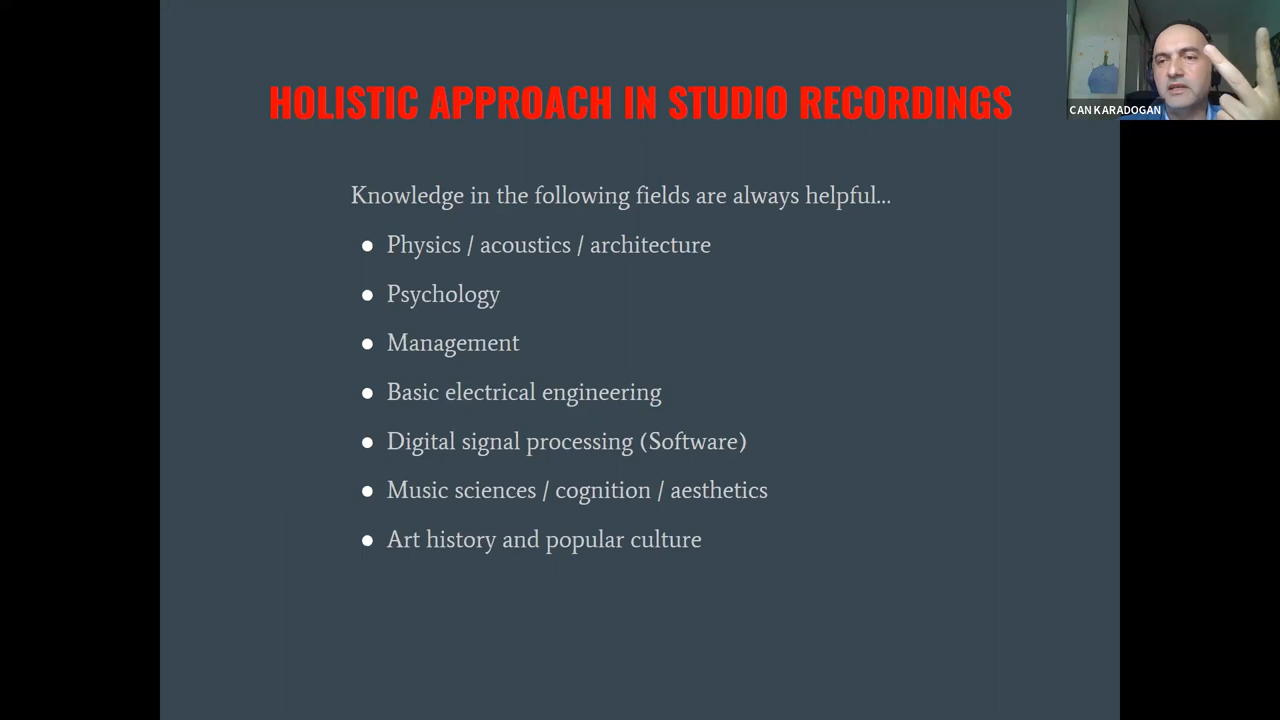 HOLISTIC APPROACH IN STUDIO RECORDINGS
CAN KARADOGAN
Knowledge in the following fields are always helpful...
● Physics / acoustics / architecture
● Psychology
● Management
● Basic electrical engineering
● Digital signal processing (Software)
● Music sciences / cognition / aesthetics
● Art history and popular culture